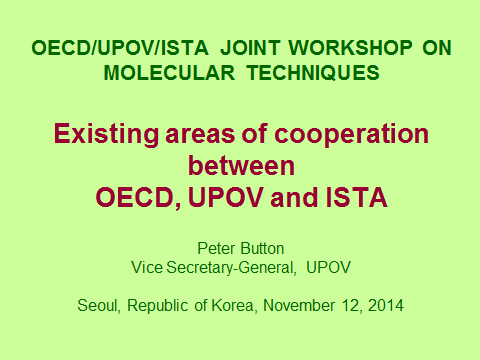 OECD/UPOV/ISTA JOINT WORKSHOP ON
MOLECULAR TECHNIQUES
Existing areas of cooperation
between
OECD, UPOV and ISTA
Peter Button
Vice Secretary-General, UPOV
Seoul, Republic of Korea, November 12, 2014